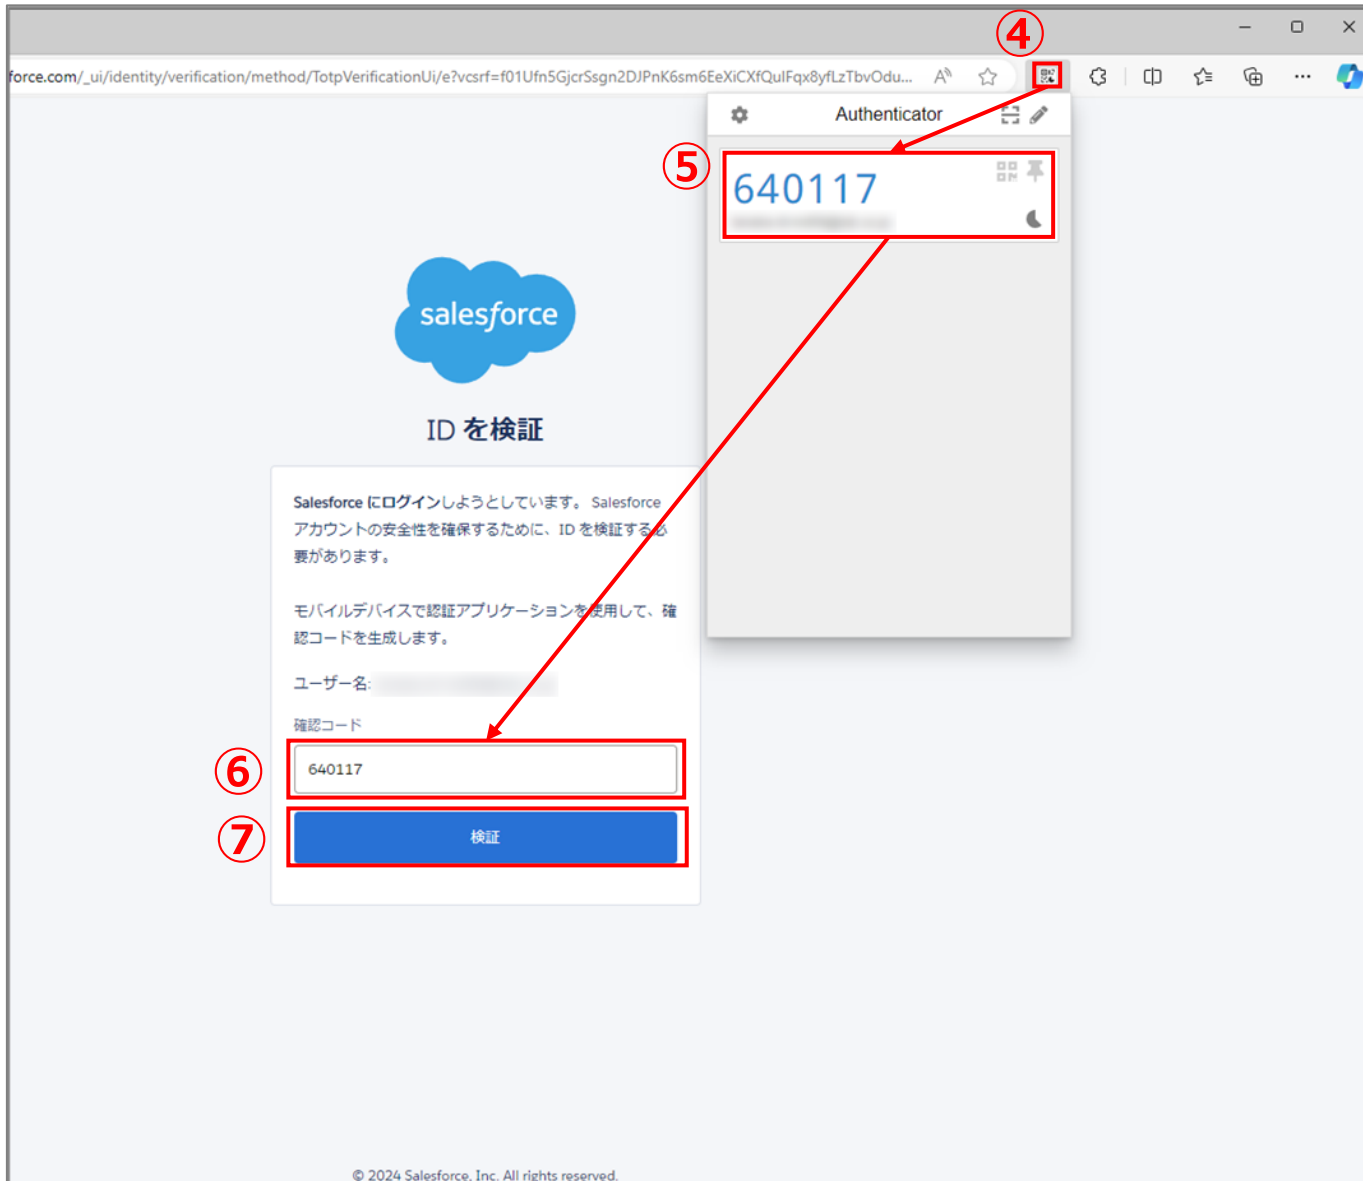 ④
force.com/_ui/identity/verification/method/TotpVerificationUi/e?vcsrf=f01Ufn5GjcrSsgn2DJPnK6sm6EeXiCXfQulFqx8yfLzTbvOdu...
Authenticator
⑤
640117
salesforce
ID を検証
Salesforce にログインしようとしています。 Salesforce
アカウントの安全性を確保するために、ID を検証する必
要があります。
モバイルデバイスで認証アプリケーションを使用して、確
認コードを生成します。
ユーザー名:
確認コード
⑥
640117
⑦
検証
© 2024 Salesforce, Inc. All rights reserved.